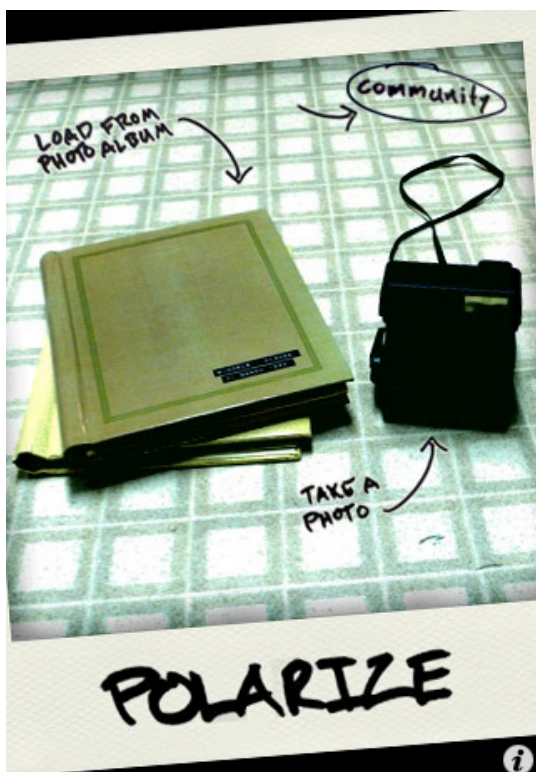 community
LOAD FROM
PHOTO ALBUM
TAKE A
PHOTO
POLARIZE
i